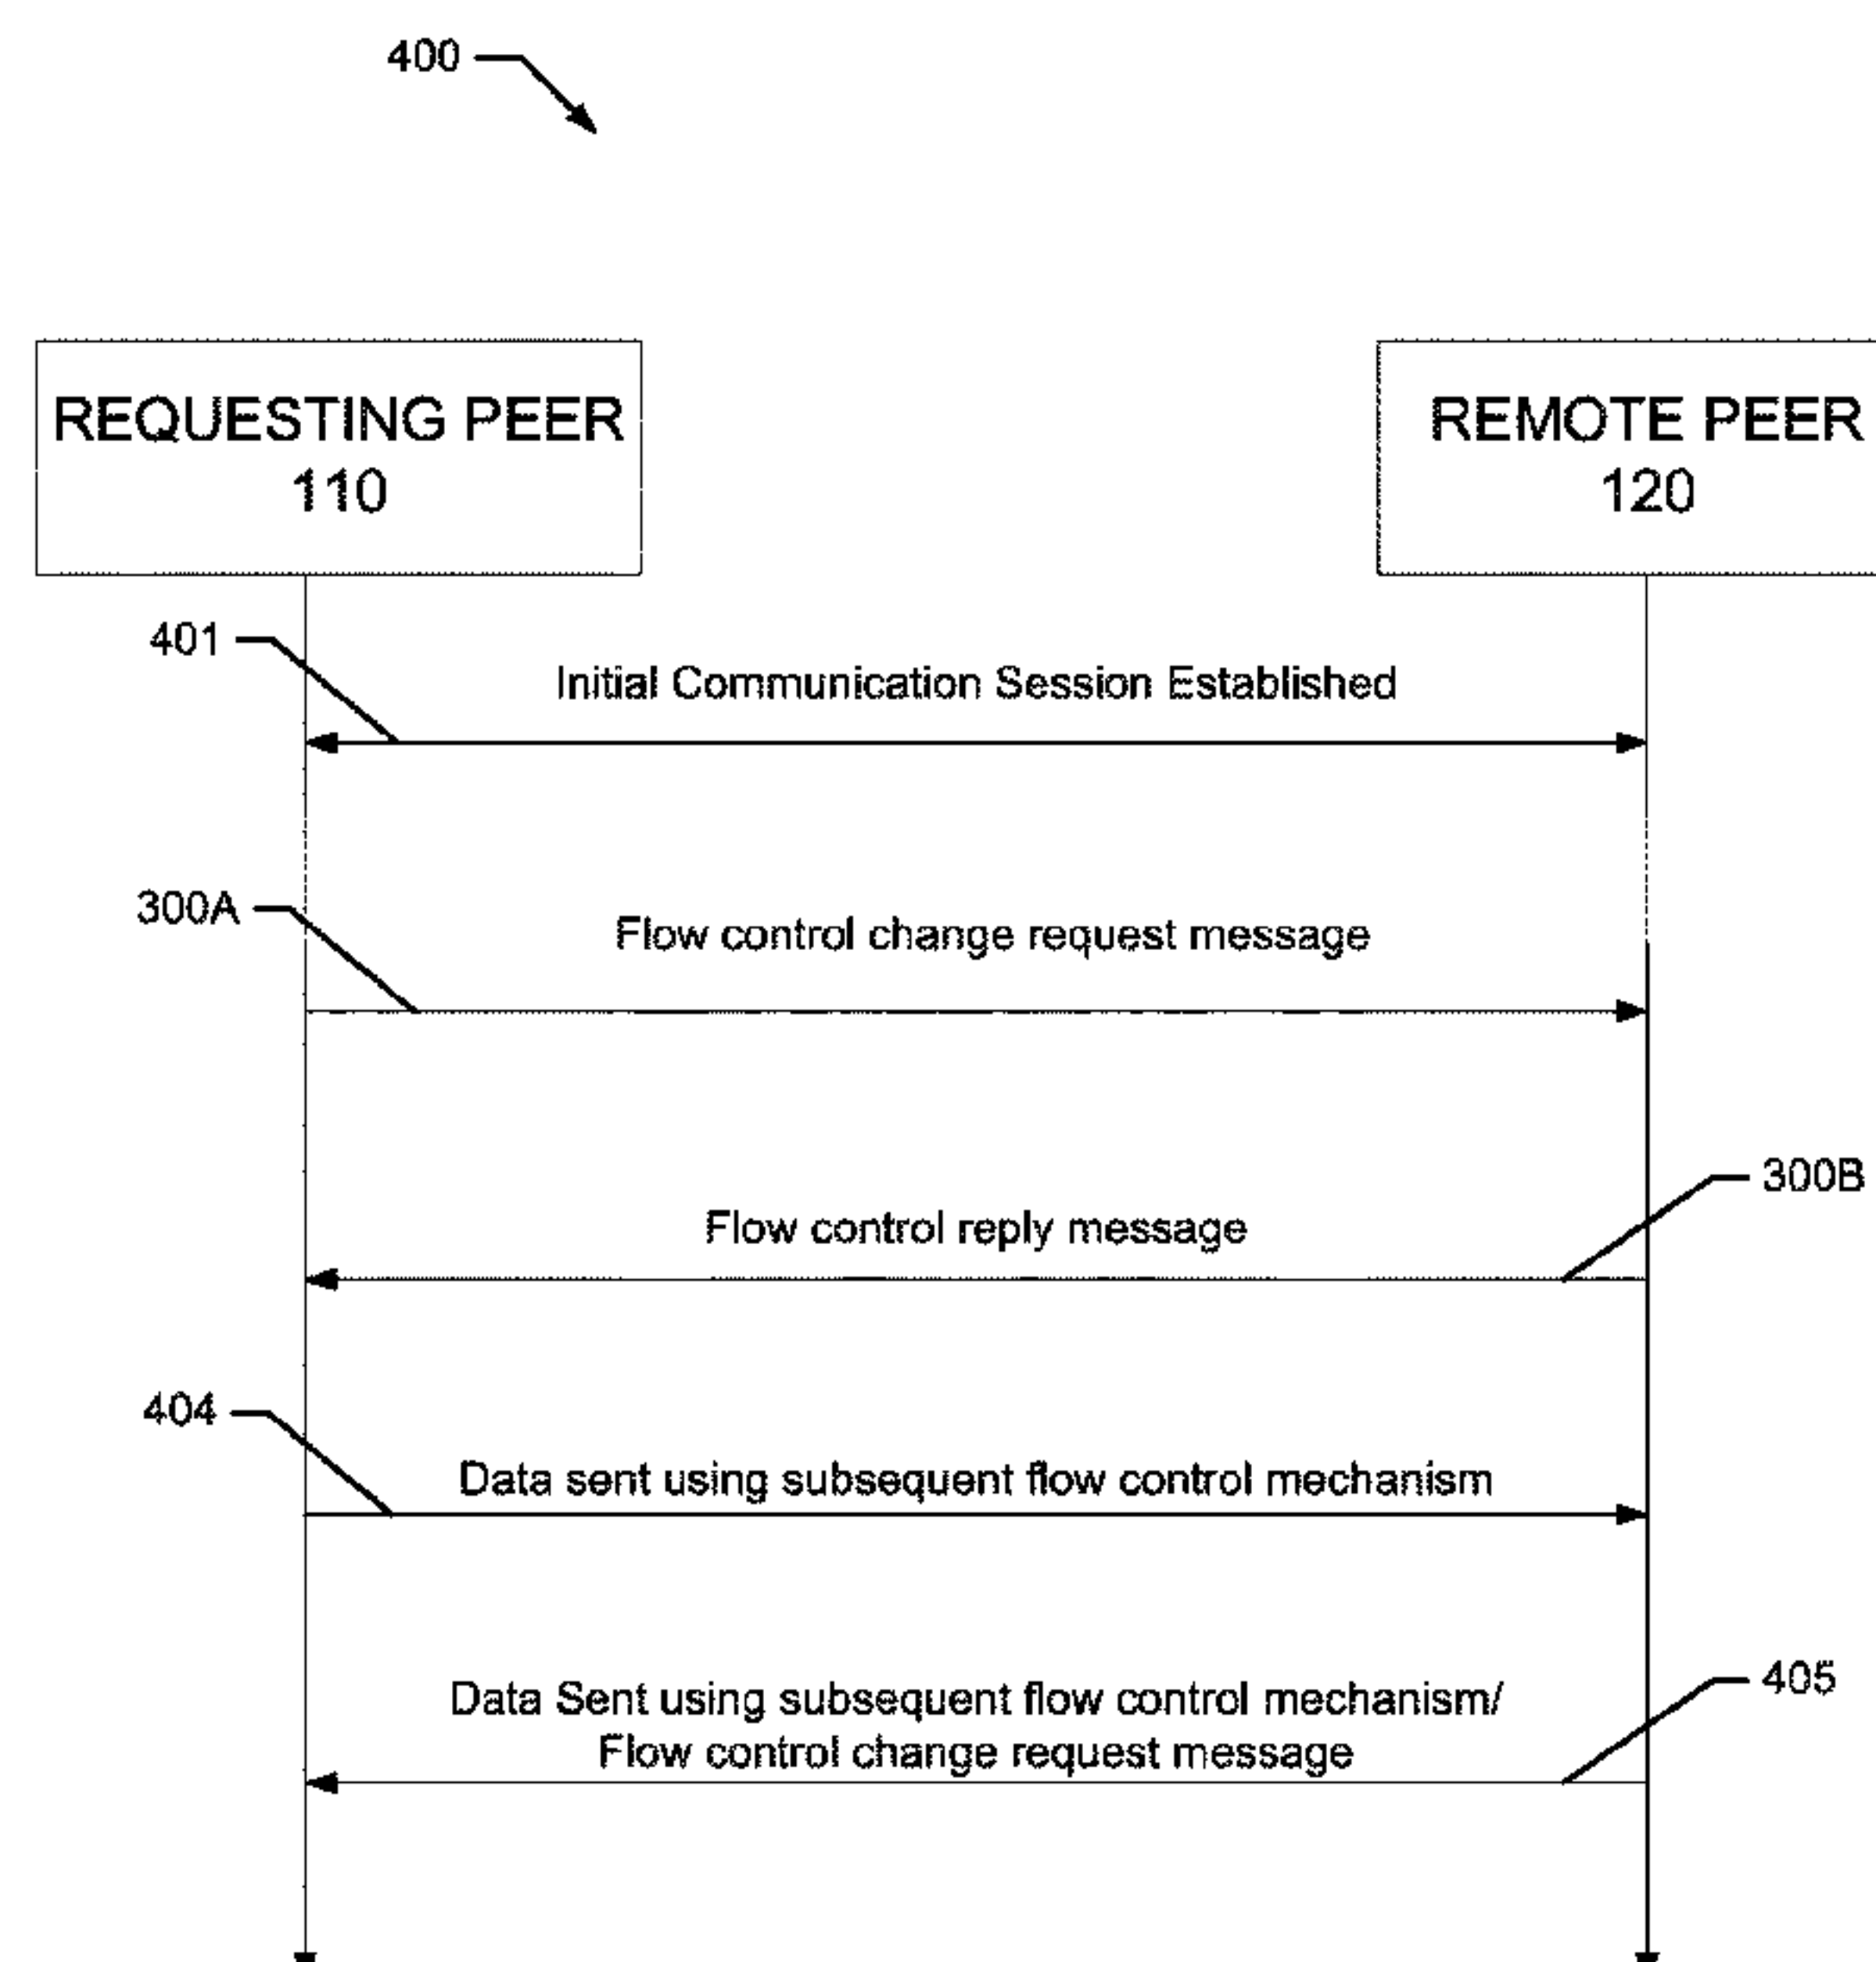 400
REQUESTING PEER
110
REMOTE PEER
120
401
Initial Communication Session Established
300A
Flow control change request message
300B
Flow control reply message
404
Data sent using subsequent flow control mechanism
405
Data Sent using subsequent flow control mechanism/
Flow control change request message